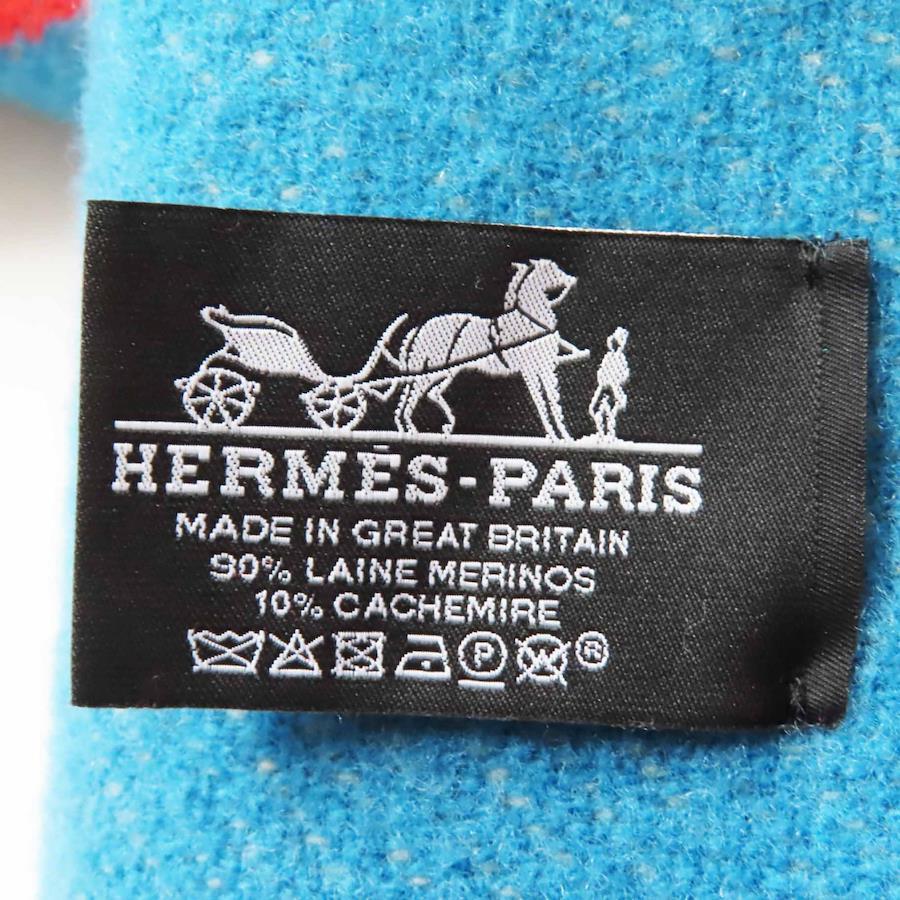 HERMÈS-PARIS
MADE IN GREAT BRITAIN
90% LAINE MERINOS
10% CACHEMIRE
P W ®